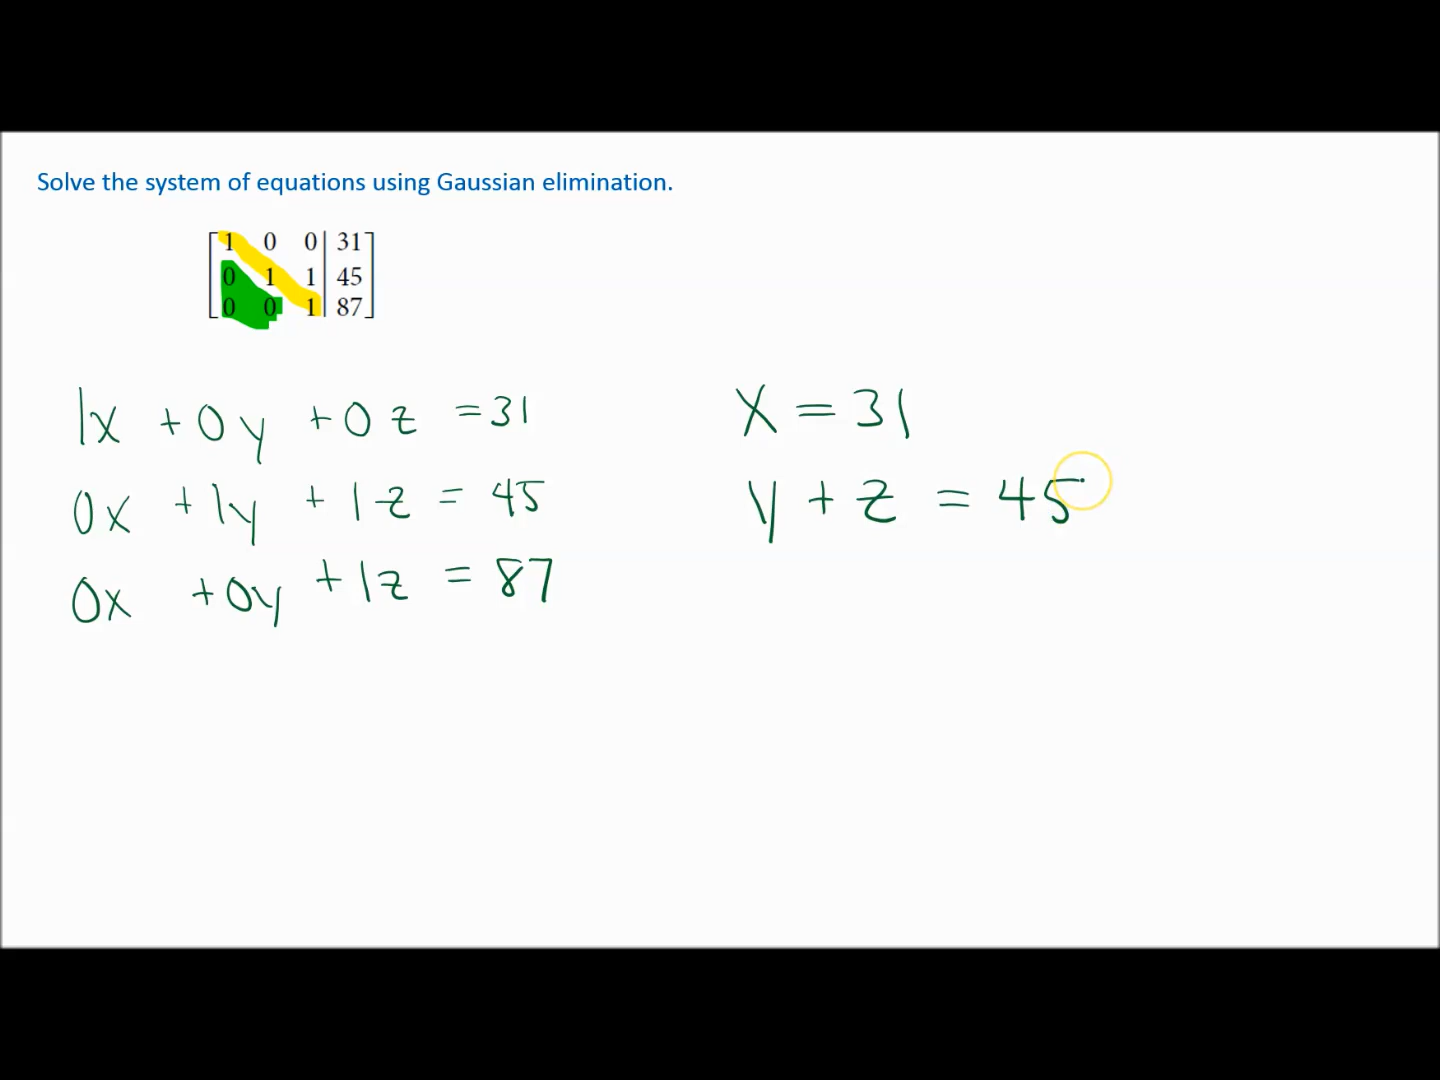 Solve the system of equations using Gaussian elimination.
1 0 0 | 31
0 1 1 | 45
0 0 1 | 87
1x + 0y + 0z = 31
0x + 1y + 1z = 45
0x + 0y + 1z = 87
x = 31
y + z = 45